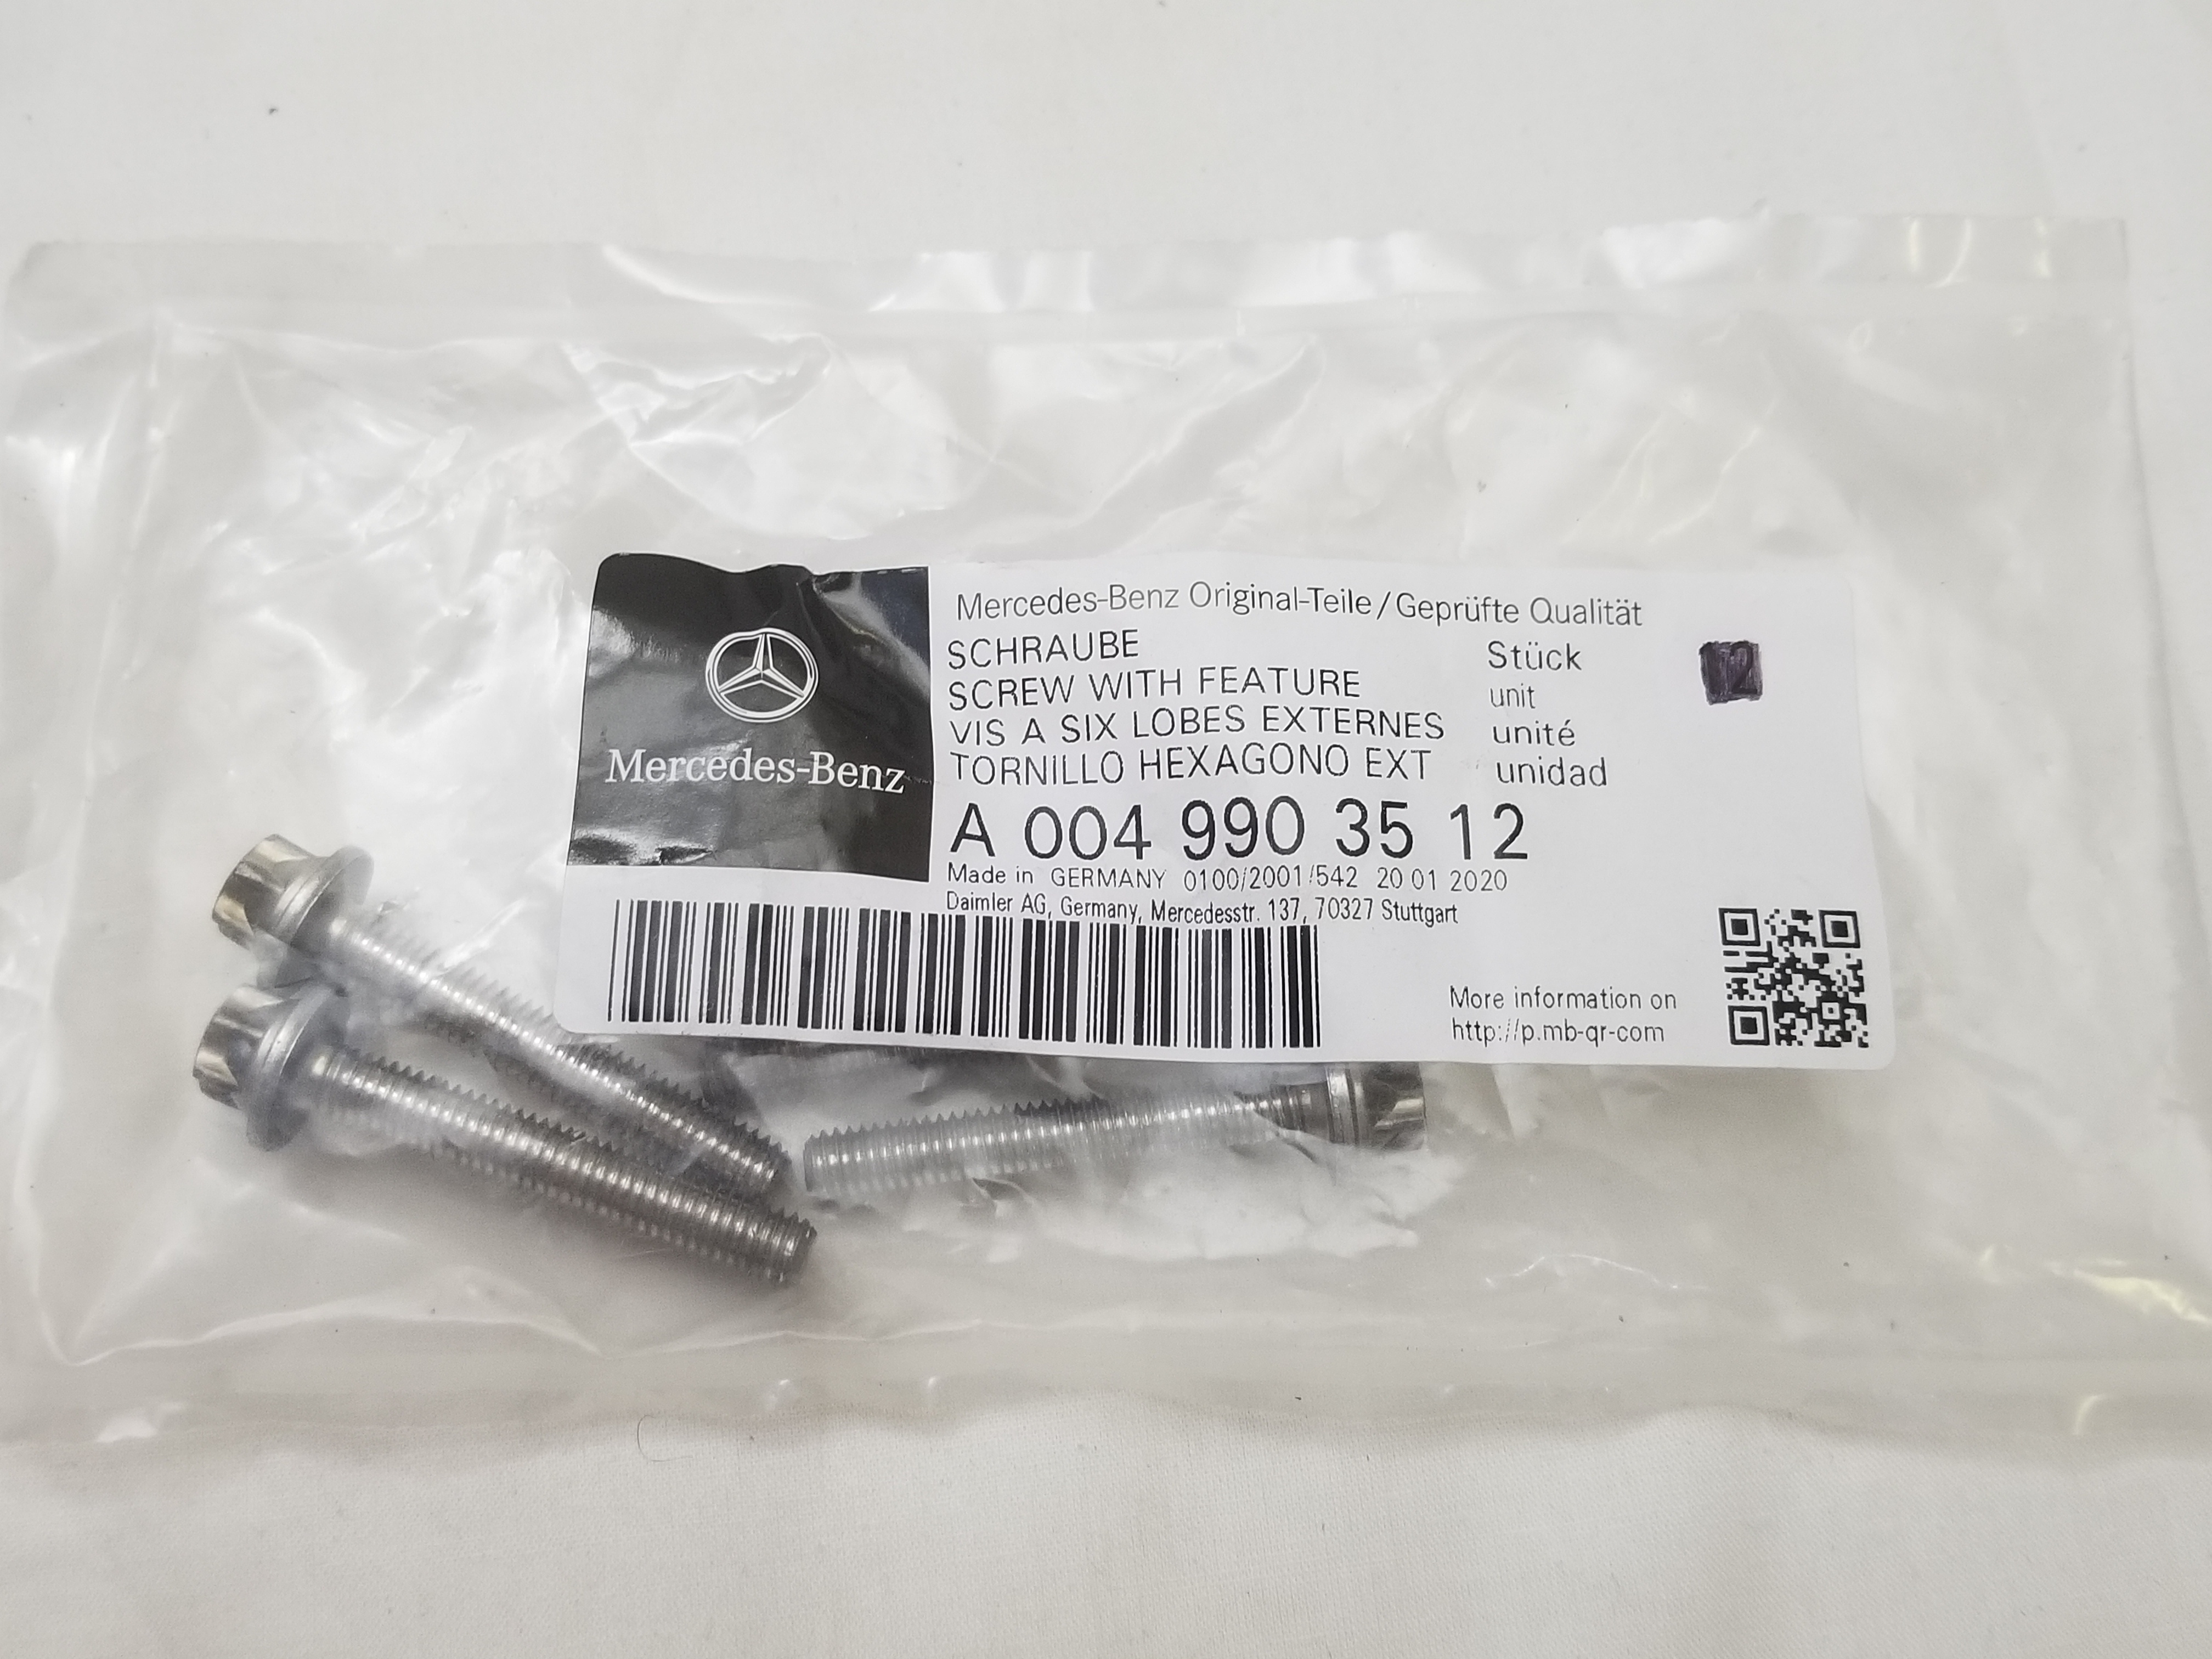 Mercedes-Benz
Mercedes-Benz Original-Teile/Geprüfte Qualität
SCHRAUBE
SCREW WITH FEATURE
VIS A SIX LOBES EXTERNES
TORNILLO HEXAGONO EXT
Stück
unit
unité
unidad
12
A 004 990 35 12
Made in GERMANY 0100/2001/542 20 01 2020
Daimler AG, Germany, Mercedesstr. 137, 70327 Stuttgart
More information on
http://p.mb-qr-com